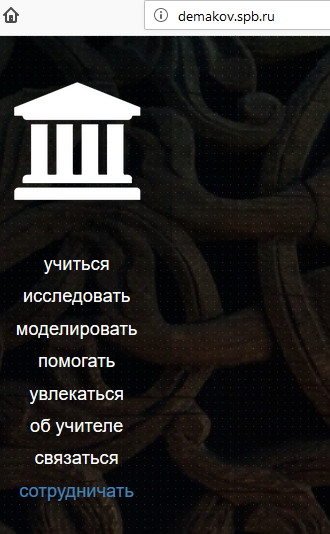 demakov.spb.ru
учиться
исследовать
моделировать
помогать
увлекаться
об учителе
связаться
сотрудничать